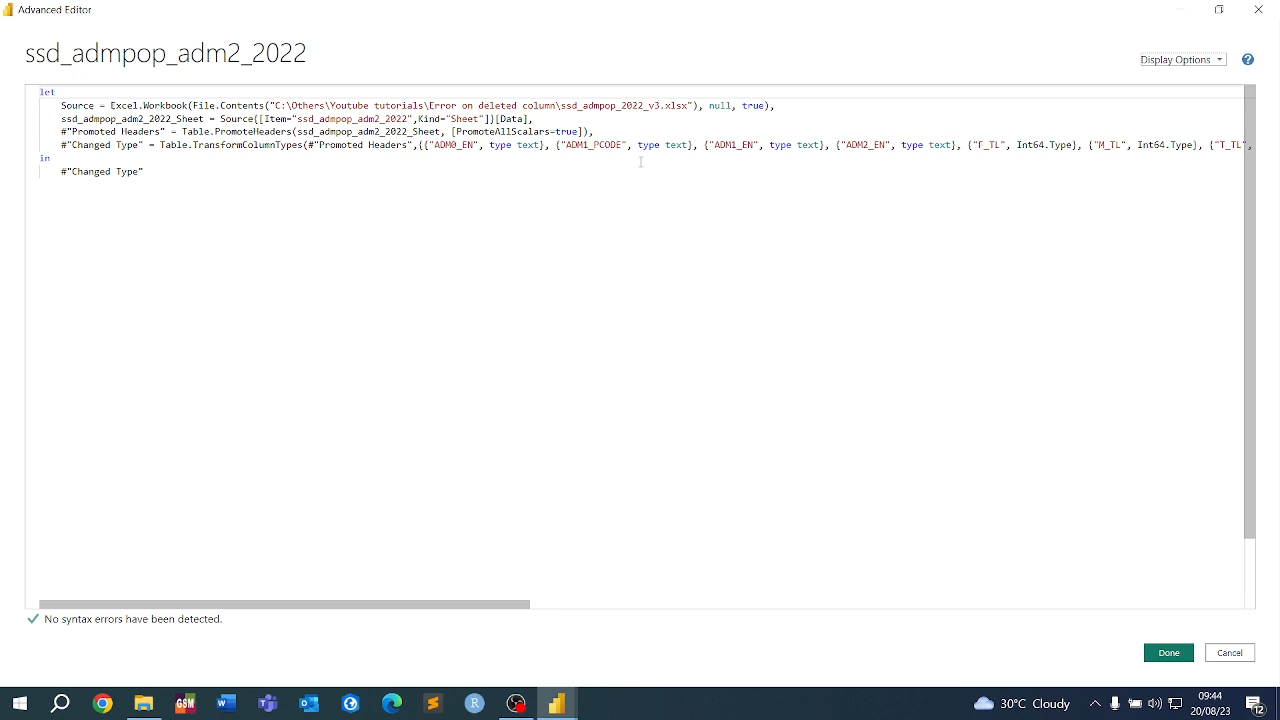 Advanced Editor
ssd_admpop_adm2_2022
Display Options
let
Source = Excel.Workbook(File.Contents("C:\Others\Youtube tutorials\Error on deleted column\ssd_admpop_2022_v3.xlsx"), null, true),
ssd_admpop_adm2_2022_Sheet = Source{[Item="ssd_admpop_adm2_2022",Kind="Sheet"]}[Data],
#"Promoted Headers" = Table.PromoteHeaders(ssd_admpop_adm2_2022_Sheet, [PromoteAllScalars=true]),
#"Changed Type" = Table.TransformColumnTypes(#"Promoted Headers",{{"ADM0_EN", type text}, {"ADM1_PCODE", type text}, {"ADM1_EN", type text}, {"ADM2_EN", type text}, {"F_TL", Int64.Type}, {"M_TL", Int64.Type}, {"T_TL",
in
#"Changed Type"
No syntax errors have been detected.
Done
Cancel
GSM
30°C Cloudy
09:44
20/08/23
12